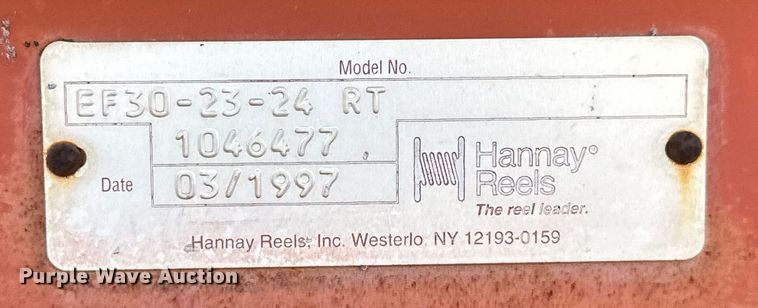 Model No.
EF30-23-24 RT
1046477
Date 03/1997
Hannay®
Reels
The reel leader.
Hannay Reels, Inc. Westerlo, NY 12193-0159
Purple Wave Auction